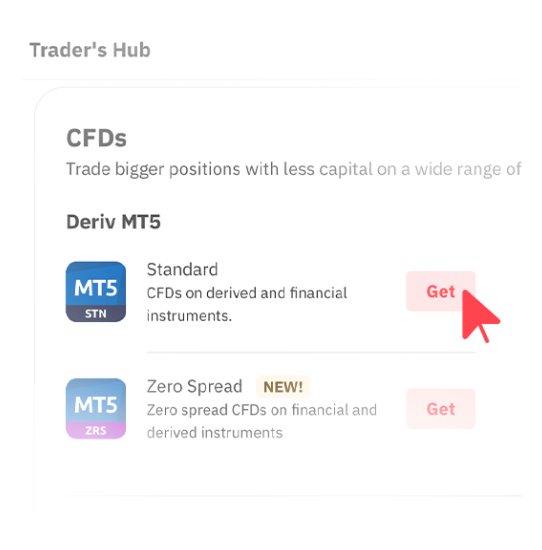 Trader's Hub
CFDs
Trade bigger positions with less capital on a wide range of
Deriv MT5
MT5
STN
Standard
CFDs on derived and financial
instruments.
Get
MT5
ZRS
Zero Spread NEW!
Zero spread CFDs on financial and
derived instruments
Get